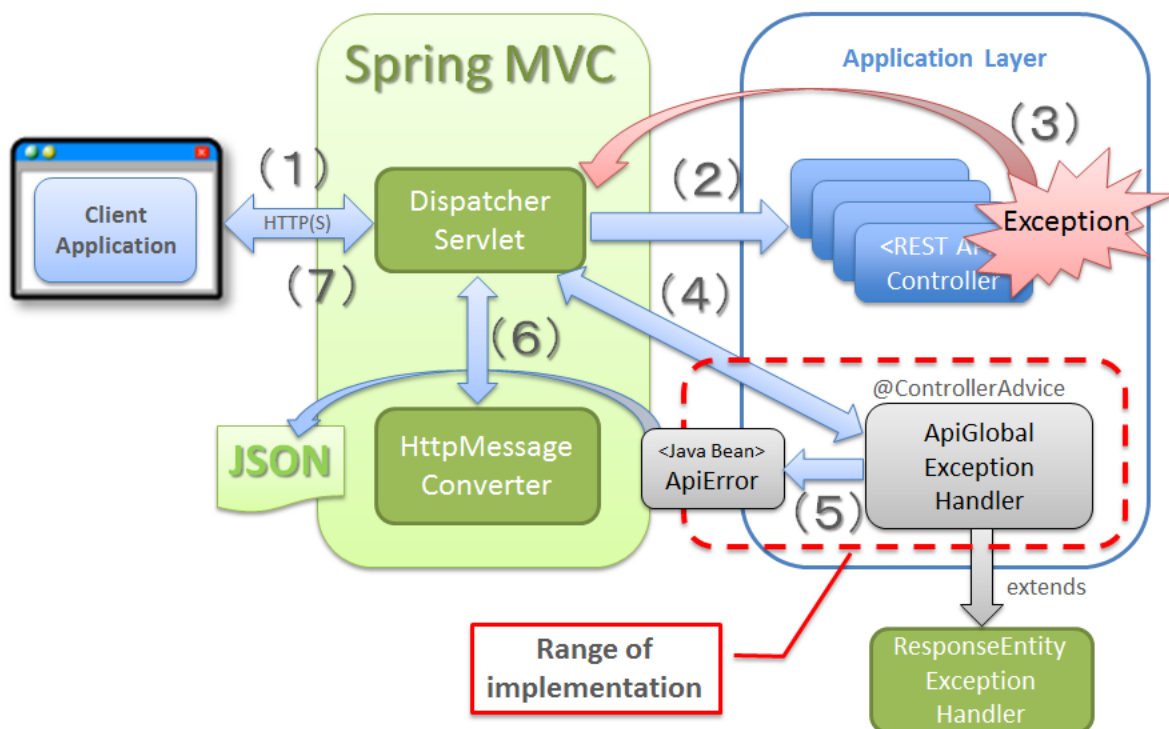 Spring MVC
Application Layer
(1)
(2)
(3)
Client
Application
HTTP(S)
Dispatcher
Servlet
<REST
Controller
Exception
(7)
(4)
(6)
@ControllerAdvice
JSON
HttpMessage
Converter
<Java Bean>
ApiError
ApiGlobal
Exception
Handler
(5)
extends
Range of
implementation
ResponseEntity
Exception
Handler